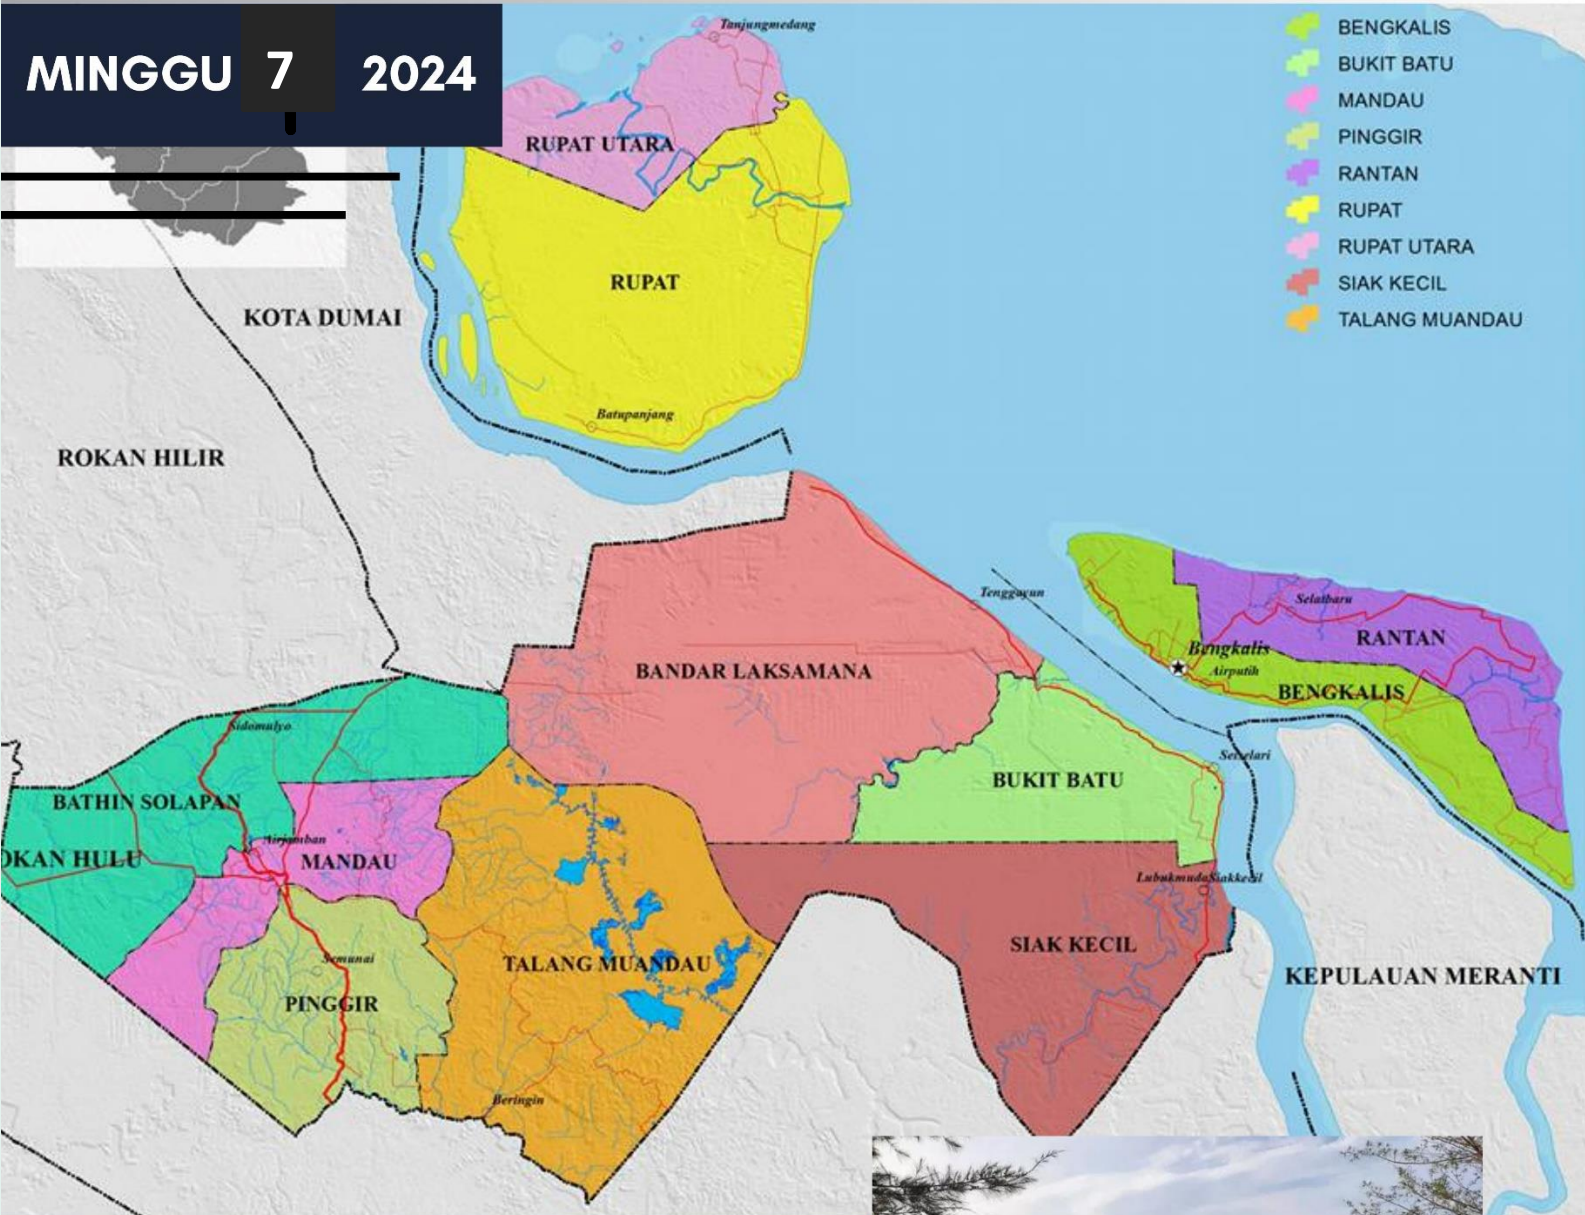 MINGGU 7 2024
BENGKALIS
BUKIT BATU
MANDAU
PINGGIR
RANTAN
RUPAT
RUPAT UTARA
SIAK KECIL
TALANG MUANDAU
Tanjungmedang
RUPAT UTARA
RUPAT
KOTA DUMAI
Batupanjang
ROKAN HILIR
Tenggayun
Selatbaru
RANTAN
Bengkalis
Airputih
BENGKALIS
BANDAR LAKSAMANA
Sidomulyo
Seiselari
BUKIT BATU
BATHIN SOLAPAN
Airjamban
OKAN HULU
MANDAU
LubukmudaSiakkecil
SIAK KECIL
Semunai
TALANG MUANDAU
KEPULAUAN MERANTI
PINGGIR
Beringin